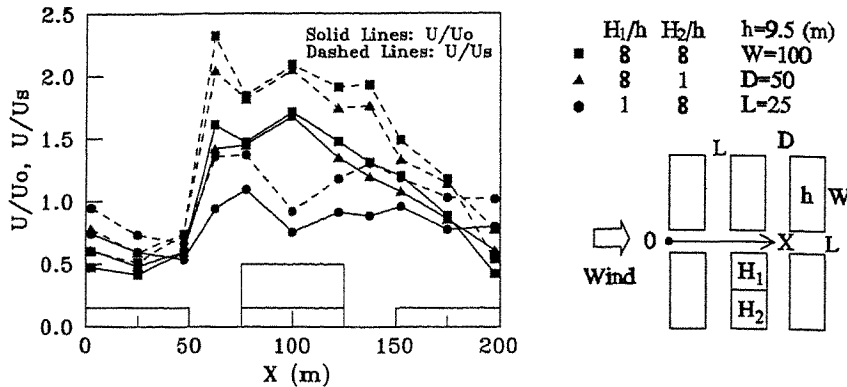 Solid Lines: U/Uo
Dashed Lines: U/Us
2.5
2.0
1.5
1.0
0.5
0.0
U/Uo, U/Us
0 50 100 150 200
X (m)
H1/h H2/h h=9.5 (m)
8 8 W=100
8 1 D=50
1 8 L=25
D
L
h W
0 X L
Wind
H1
H2